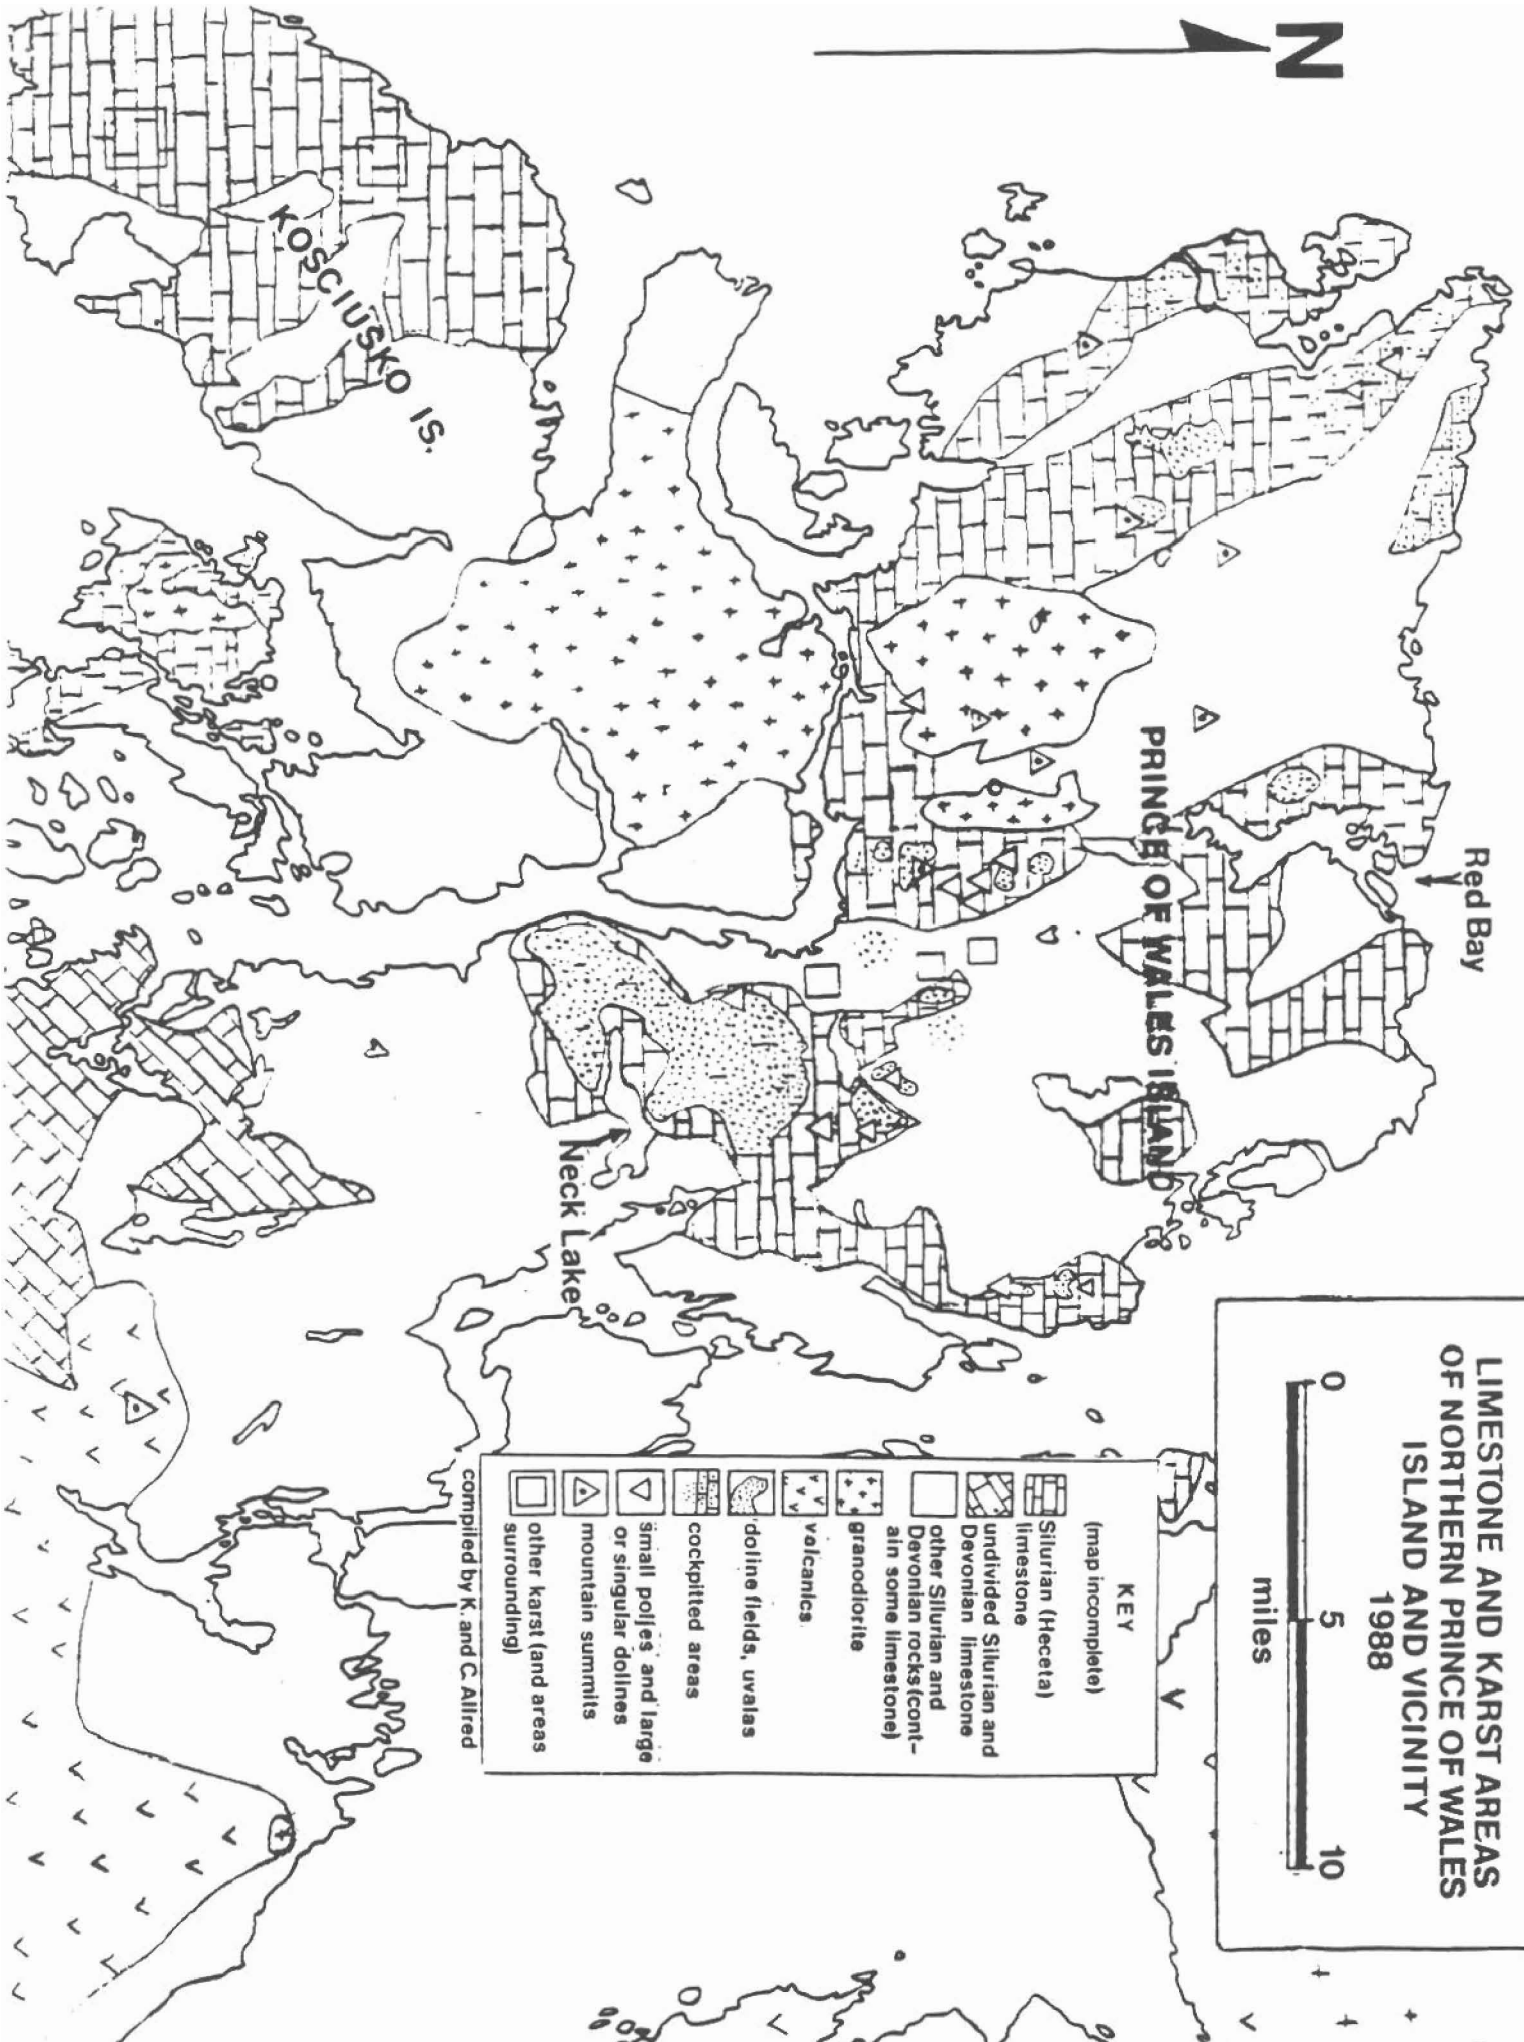 N
LIMESTONE AND KARST AREAS
OF NORTHERN PRINCE OF WALES
ISLAND AND VICINITY
1988
0 5 10
miles
Red Bay
PRINCE OF WALES ISLAND
KOSCIUSKO IS.
Neck Lake
KEY
(map incomplete)
Silurian (Heceta)
limestone
undivided Silurian and
Devonian limestone
other Silurian and
Devonian rocks (cont-
ain some limestone)
granodiorite
volcanics
doline fields, uvalas
cockpitted areas
small poljes and large
or singular dolines
mountain summits
other karst (and areas
surrounding)
compiled by K. and C. Allred